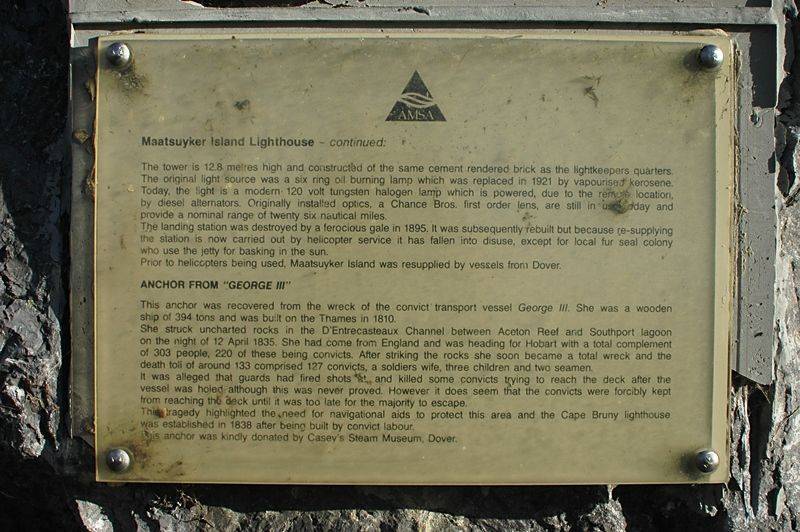 AMSA
Maatsuyker Island Lighthouse - continued:
The tower is 12.8 metres high and constructed of the same cement rendered brick as the lightkeepers quarters.
The original light source was a six ring oil burning lamp which was replaced in 1921 by vapourised kerosene.
Today, the light is a modern 120 volt tungsten halogen lamp which is powered, due to the remote location,
by diesel alternators. Originally installed optics, a Chance Bros. first order lens, are still in use today and
provide a nominal range of twenty six nautical miles.
The landing station was destroyed by a ferocious gale in 1895. It was subsequently rebuilt but because re-supplying
the station is now carried out by helicopter service it has fallen into disuse, except for local fur seal colony
who use the jetty for basking in the sun.
Prior to helicopters being used, Maatsuyker Island was resupplied by vessels from Dover.
ANCHOR FROM "GEORGE III"
This anchor was recovered from the wreck of the convict transport vessel George III. She was a wooden
ship of 394 tons and was built on the Thames in 1810.
She struck uncharted rocks in the D'Entrecasteaux Channel between Aceton Reef and Southport lagoon
on the night of 12 April 1835. She had come from England and was heading for Hobart with a total complement
of 303 people, 220 of these being convicts. After striking the rocks she soon became a total wreck and the
death toll of around 133 comprised 127 convicts, a soldiers wife, three children and two seamen.
It was alleged that guards had fired shots at, and killed some convicts trying to reach the deck after the
vessel was holed although this was never proved. However it does seem that the convicts were forcibly kept
from reaching the deck until it was too late for the majority to escape.
This tragedy highlighted the need for navigational aids to protect this area and the Cape Bruny lighthouse
was established in 1838 after being built by convict labour.
This anchor was kindly donated by Casey's Steam Museum, Dover.